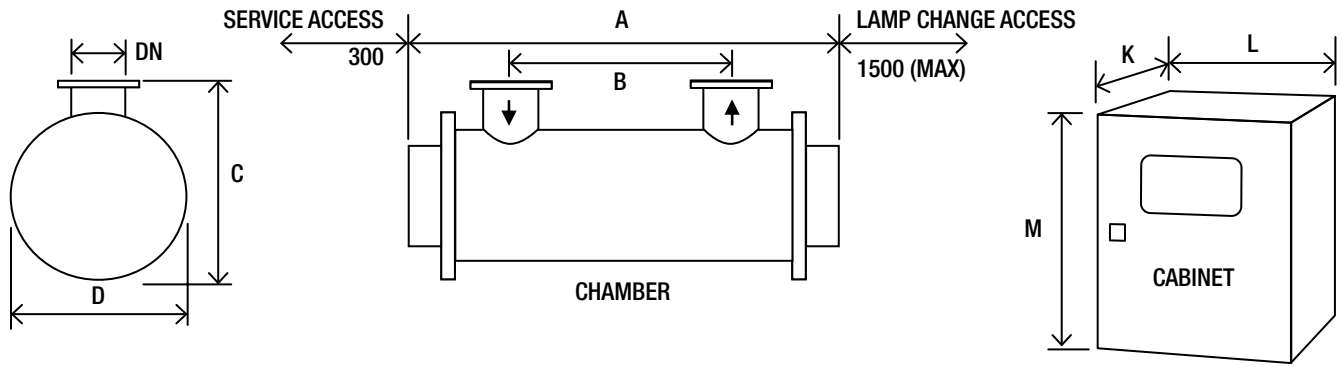 SERVICE ACCESS
A
LAMP CHANGE ACCESS
DN
300
B
1500 (MAX)
K
L
C
M
D
CHAMBER
CABINET